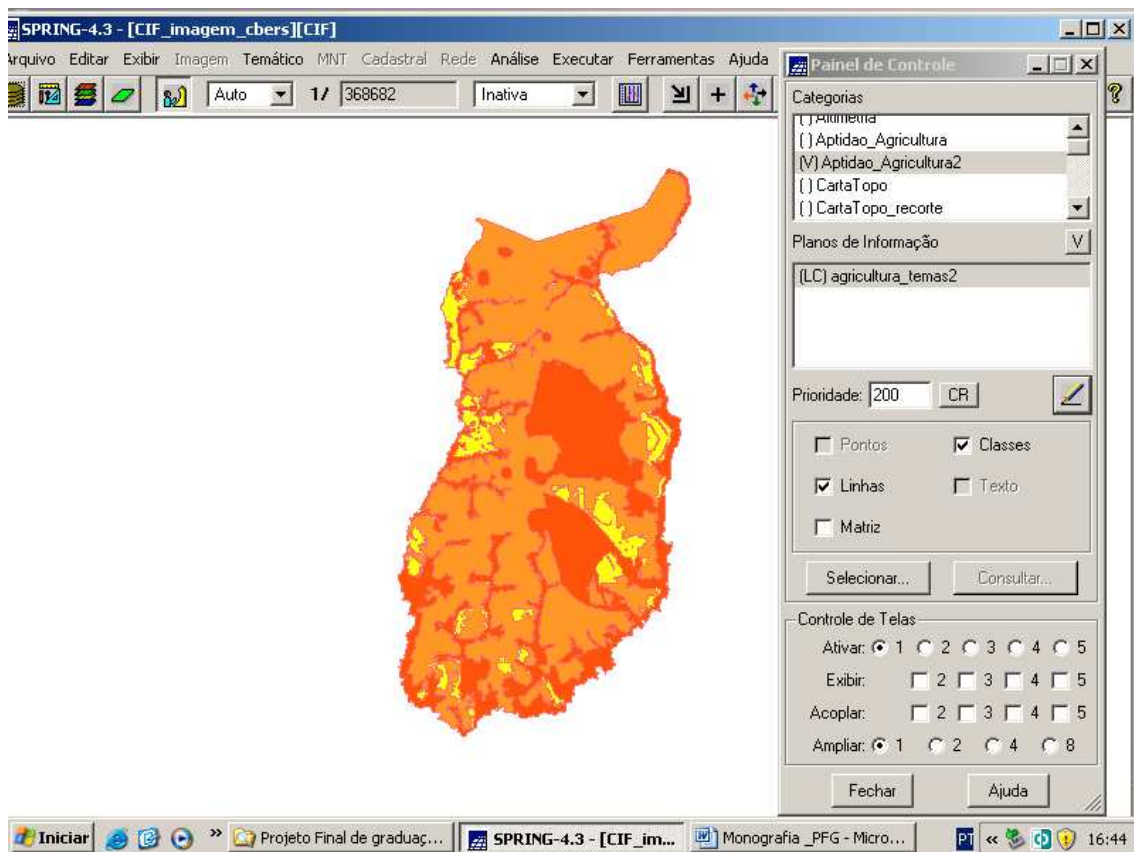 SPRING-4.3 - [CIF_imagem_cbers][CIF]
Arquivo Editar Exibir Imagem Temático MNT Cadastral Rede Análise Executar Ferramentas Ajuda
Auto 1/ 368682 Inativa
Painel de Controle
Categorias
( ) Altimetria
( ) Aptidao_Agricultura
(V) Aptidao_Agricultura2
( ) CartaTopo
( ) CartaTopo_recorte
Planos de Informação V
(LC) agricultura_temas2
Prioridade: 200 CR
Pontos Classes
Linhas Texto
Matriz
Selecionar... Consultar...
Controle de Telas
Ativar: 1 2 3 4 5
Exibir: 2 3 4 5
Acoplar: 2 3 4 5
Ampliar: 1 2 4 8
Fechar Ajuda
Iniciar » Projeto Final de graduaç... SPRING-4.3 - [CIF_im... Monografia _PFG - Micro... PT « 16:44